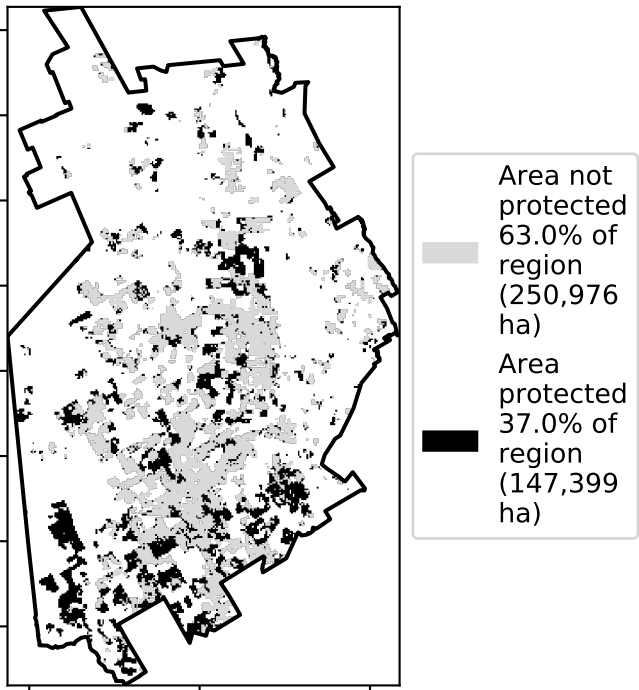 Area not
protected
63.0% of
region
(250,976
ha)
Area
protected
37.0% of
region
(147,399
ha)